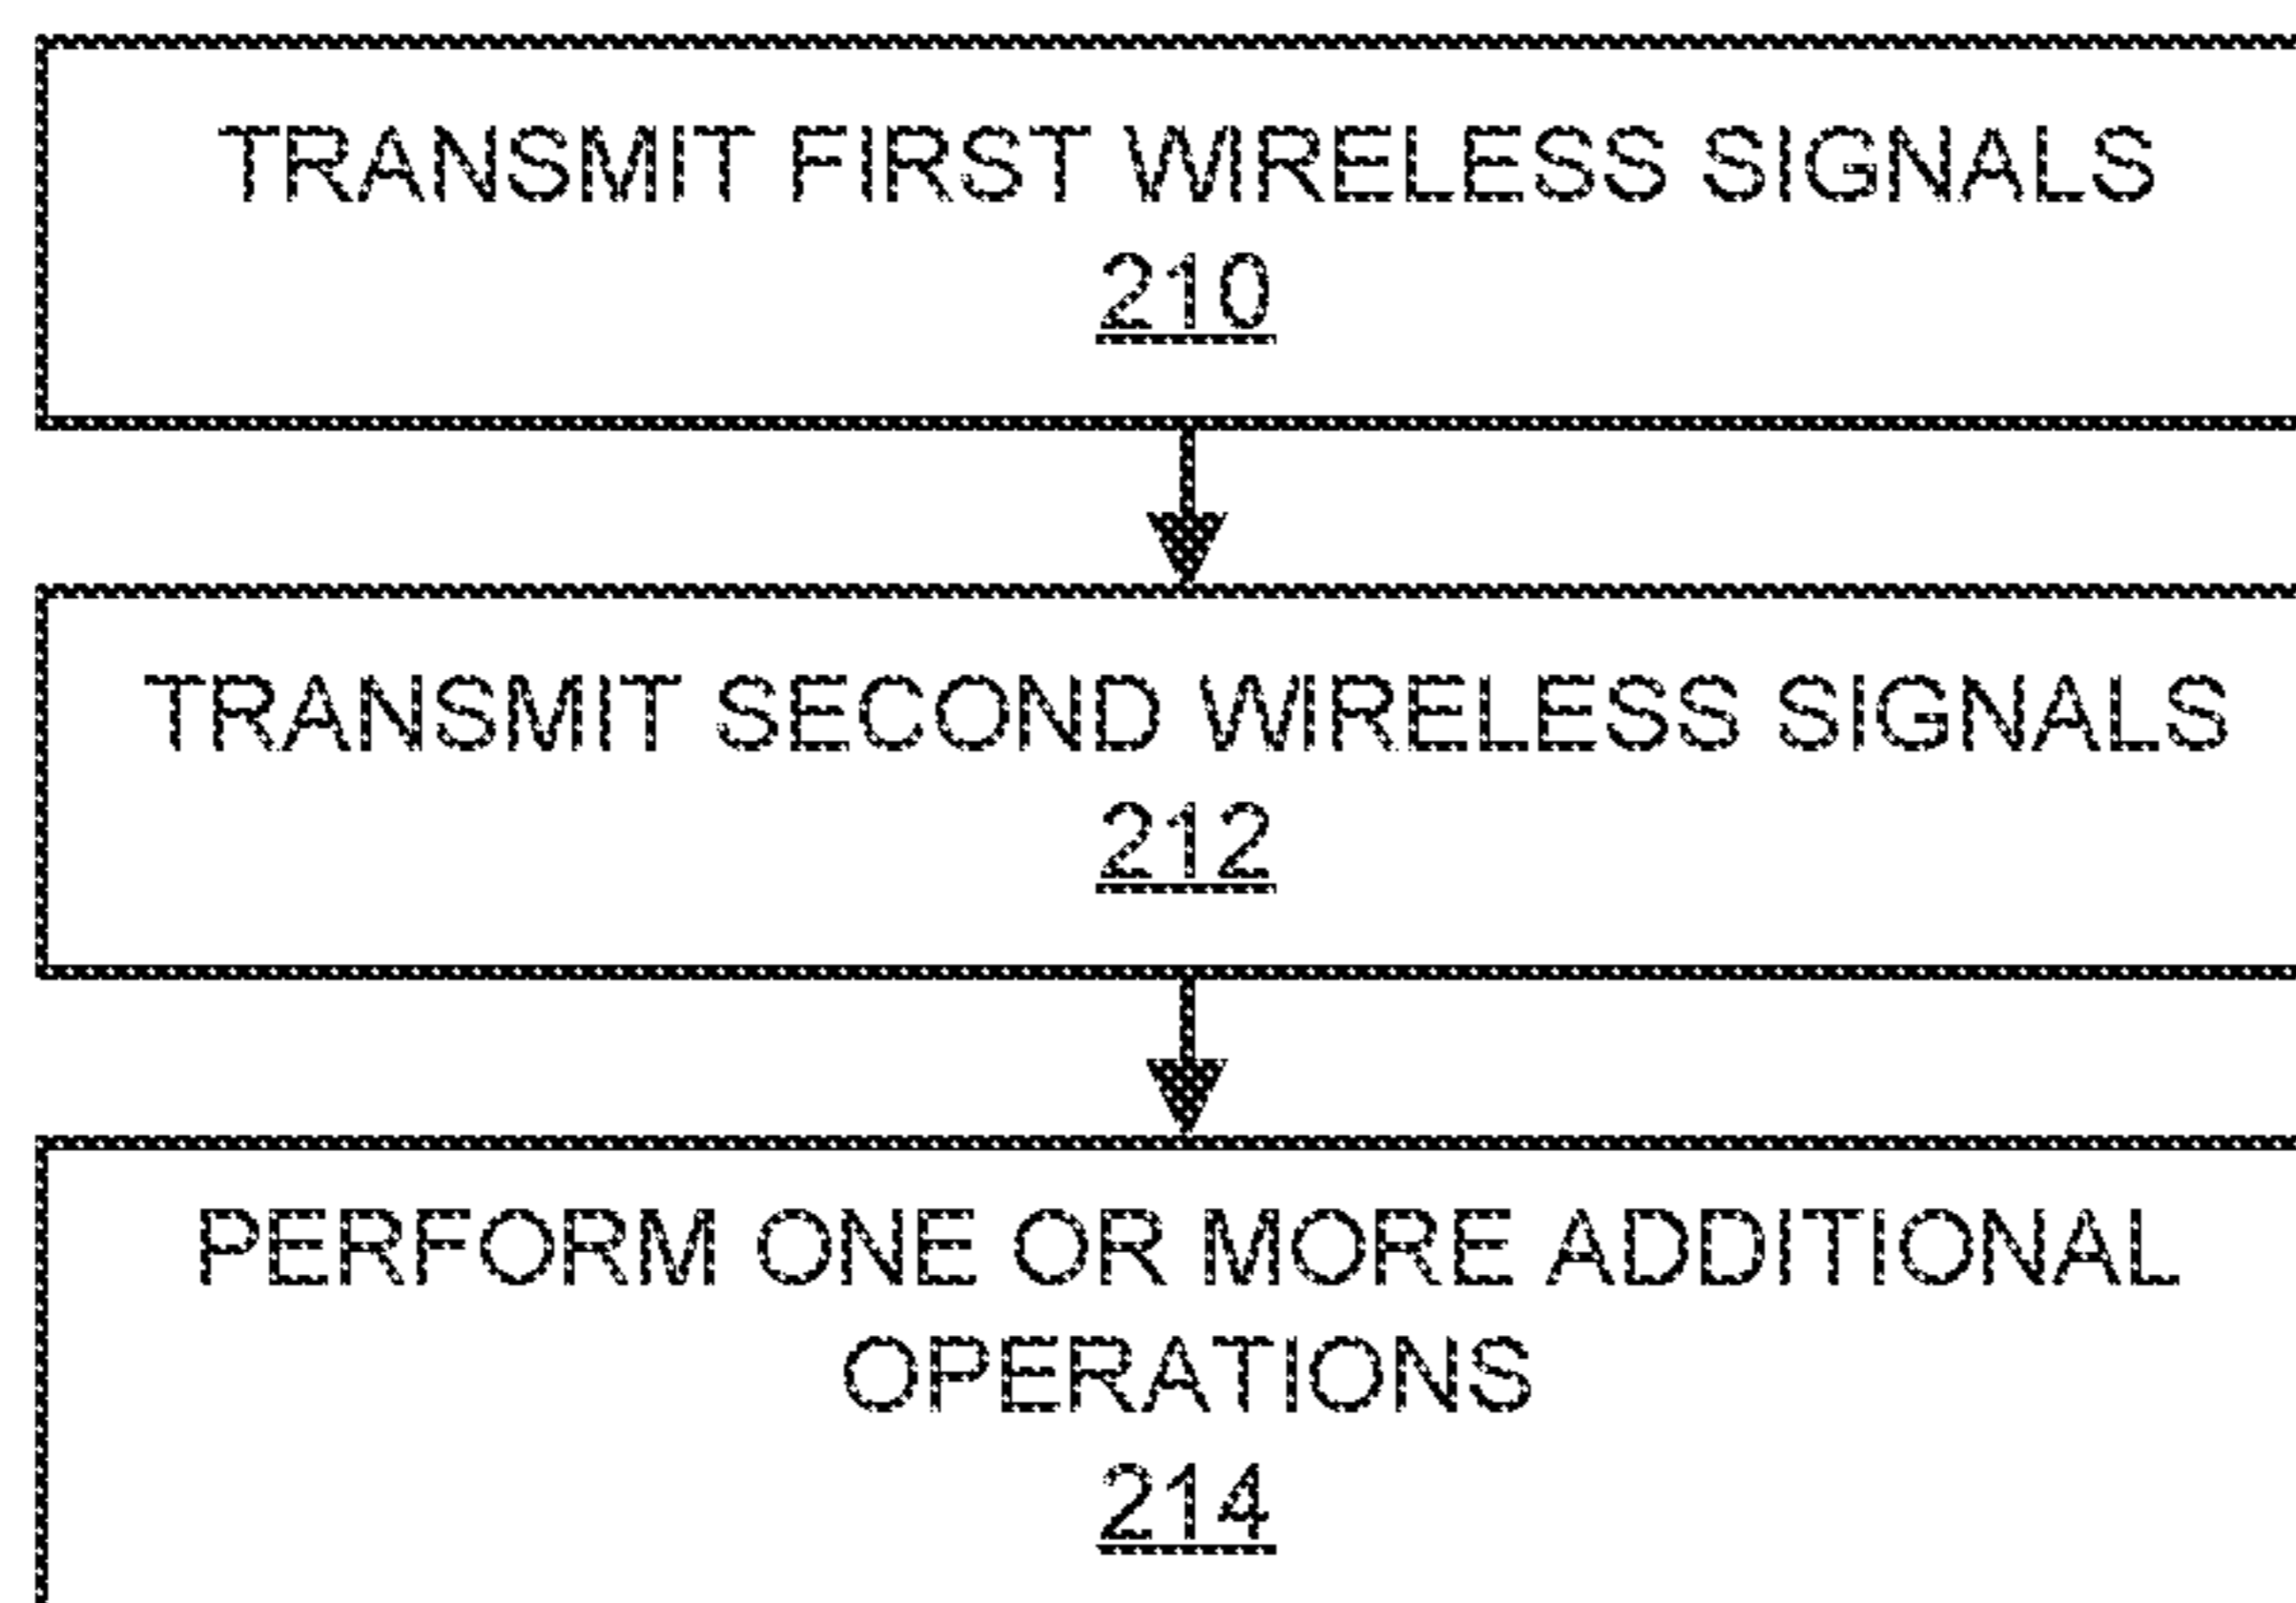 TRANSMIT FIRST WIRELESS SIGNALS
210
TRANSMIT SECOND WIRELESS SIGNALS
212
PERFORM ONE OR MORE ADDITIONAL
OPERATIONS
214